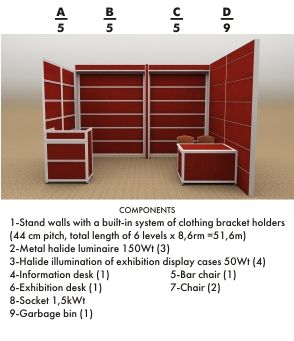 A B C D
5 5 5 9
COMPONENTS
1-Stand walls with a built-in system of clothing bracket holders
(44 cm pitch, total length of 6 levels x 8,6rm =51,6m)
2-Metal halide luminaire 150Wt (3)
3-Halide illumination of exhibition display cases 50Wt (4)
4-Information desk (1) 5-Bar chair (1)
6-Exhibition desk (1) 7-Chair (2)
8-Socket 1,5kWt
9-Garbage bin (1)